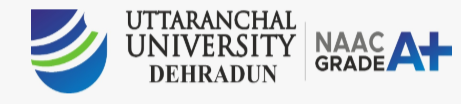 UTTARANCHAL
UNIVERSITY
DEHRADUN
NAAC
GRADE A+